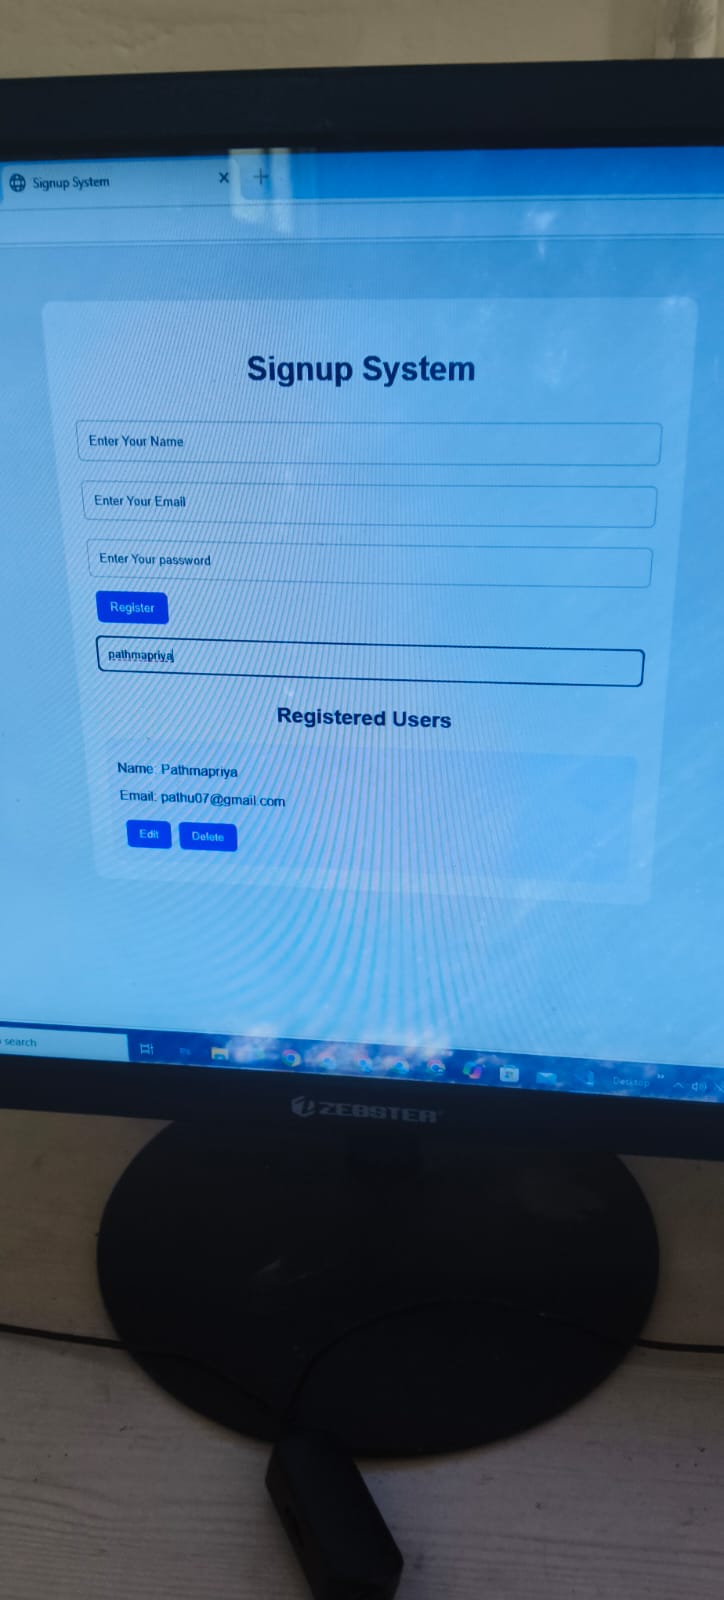 Signup System
Signup System
Enter Your Name
Enter Your Email
Enter Your password
Register
pathmapriya
Registered Users
Name: Pathmapriya
Email: pathu07@gmail.com
Edit Delete
search
Desktop
ZEBSTER